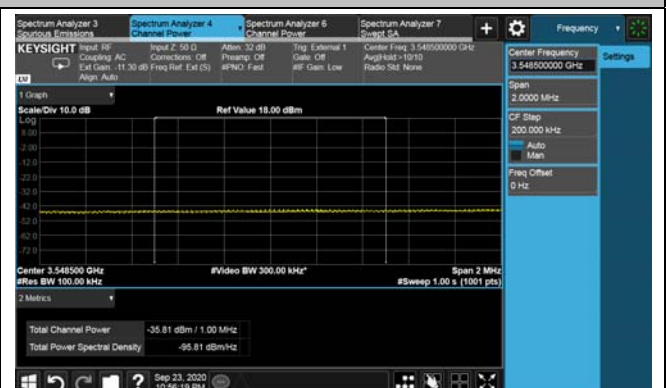 Spectrum Analyzer 3
Spurious Emissions
Spectrum Analyzer 4
Channel Power
Spectrum Analyzer 6
Channel Power
Spectrum Analyzer 7
Swept SA
+
Frequency
KEYSIGHT
Input: RF
Coupling: AC
Ext Gain: -11.30 dB
Align: Auto
Input Z: 50 Ω
Corrections: Off
Freq Ref: Ext (S)
Atten: 32 dB
Preamp: Off
#PNO: Fast
Trig: External 1
Gate: Off
#IF Gain: Low
Center Freq: 3.548500000 GHz
Avg|Hold:>10/10
Radio Std: None
LXI
Center Frequency
3.548500000 GHz
Settings
Span
2.0000 MHz
CF Step
200.000 kHz
Auto
Man
Freq Offset
0 Hz
1 Graph
Scale/Div 10.0 dB
Ref Value 18.00 dBm
Log
8.00
-2.00
-12.0
-22.0
-32.0
-42.0
-52.0
-62.0
-72.0
Center 3.548500 GHz
#Video BW 300.00 kHz*
Span 2 MHz
#Res BW 100.00 kHz
#Sweep 1.00 s (1001 pts)
2 Metrics
Total Channel Power
-35.81 dBm / 1.00 MHz
Total Power Spectral Density
-95.81 dBm/Hz
?
Sep 23, 2020
10:56:19 PM